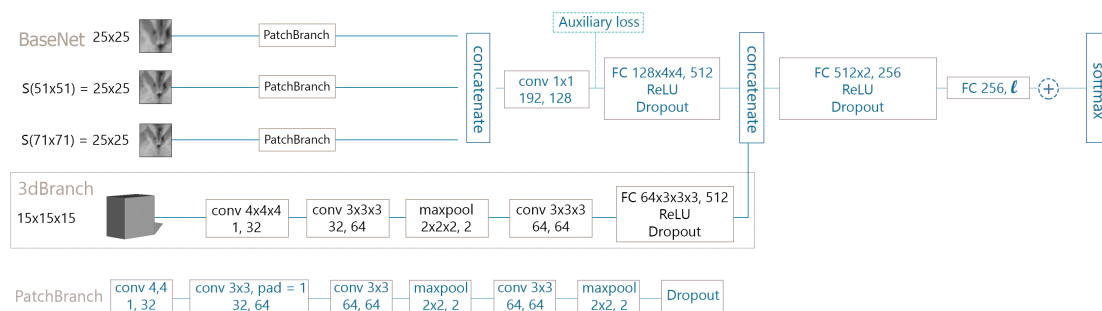 Auxiliary loss
BaseNet 25x25
PatchBranch
concatenate
S(51x51) = 25x25
PatchBranch
conv 1x1
192, 128
FC 128x4x4, 512
ReLU
Dropout
concatenate
FC 512x2, 256
ReLU
Dropout
FC 256, ℓ
+
softmax
S(71x71) = 25x25
PatchBranch
3dBranch
15x15x15
conv 4x4x4
1, 32
conv 3x3x3
32, 64
maxpool
2x2x2, 2
conv 3x3x3
64, 64
FC 64x3x3x3, 512
ReLU
Dropout
PatchBranch
conv 4,4
1, 32
conv 3x3, pad = 1
32, 64
conv 3x3
64, 64
maxpool
2x2, 2
conv 3x3
64, 64
maxpool
2x2, 2
Dropout